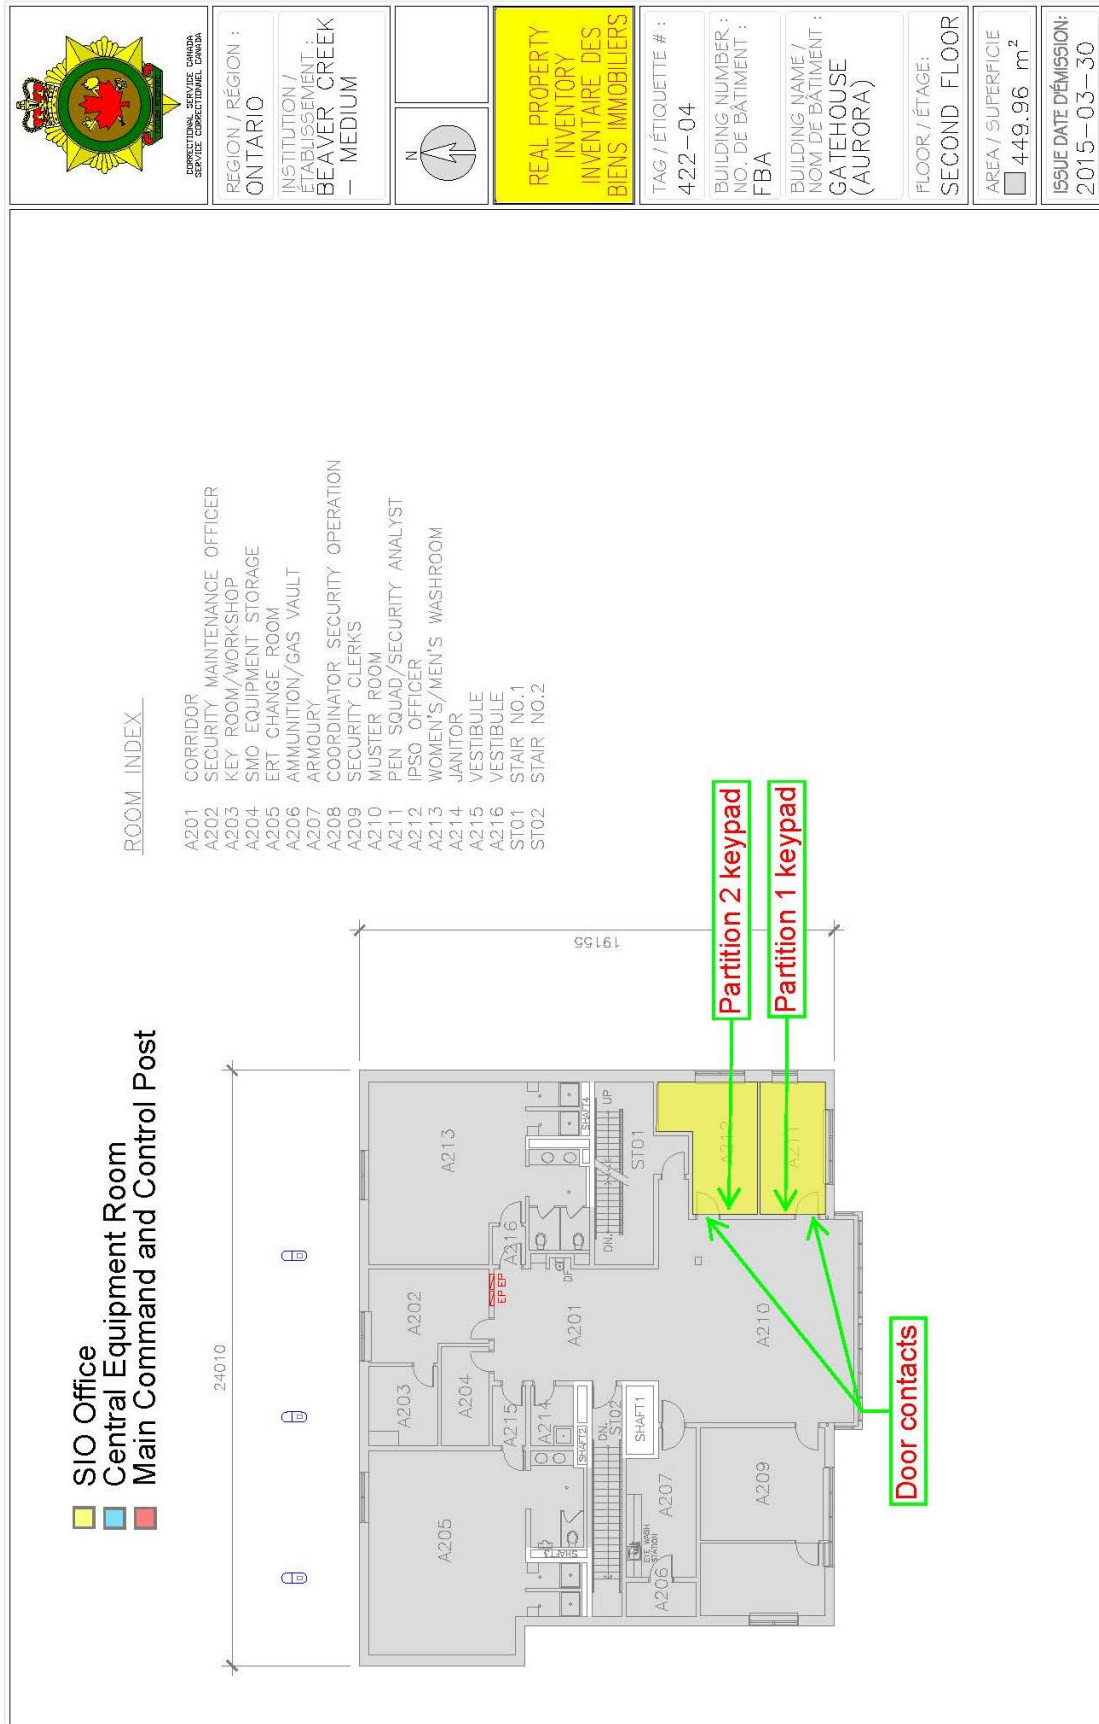 SIO Office
Central Equipment Room
Main Command and Control Post
ROOM INDEX
A201 CORRIDOR
A202 SECURITY MAINTENANCE OFFICER
A203 KEY ROOM/WORKSHOP
A204 SMO EQUIPMENT STORAGE
A205 ERT CHANGE ROOM
A206 AMMUNITION/GAS VAULT
A207 ARMOURY
A208 COORDINATOR SECURITY OPERATION
A209 SECURITY CLERKS
A210 MUSTER ROOM
A211 PEN SQUAD/SECURITY ANALYST
A212 IPSO OFFICER
A213 WOMEN'S/MEN'S WASHROOM
A214 JANITOR
A215 VESTIBULE
A216 VESTIBULE
ST01 STAIR NO.1
ST02 STAIR NO.2
24010
19155
A205
A203
A202
A213
A204
A215
A216
EP EP
A214
A201
DF
SHAFT3
SHAFT2
SHAFT4
DN.
ST02
DN.
UP
ST01
SHAFT1
A207
EYE WASH
STATION
A206
A209
A210
A212
A211
Partition 2 keypad
Partition 1 keypad
Door contacts
CORRECTIONAL SERVICE CANADA
SERVICE CORRECTIONNEL CANADA
REGION / RÉGION :
ONTARIO
INSTITUTION /
ÉTABLISSEMENT :
BEAVER CREEK
– MEDIUM
N
REAL PROPERTY
INVENTORY
INVENTAIRE DES
BIENS IMMOBILIERS
TAG / ÉTIQUETTE # :
422-04
BUILDING NUMBER :
NO. DE BÂTIMENT :
FBA
BUILDING NAME /
NOM DE BÂTIMENT :
GATEHOUSE
(AURORA)
FLOOR / ÉTAGE:
SECOND FLOOR
AREA / SUPERFICIE
449.96 m²
ISSUE DATE D'ÉMISSION:
2015-03-30